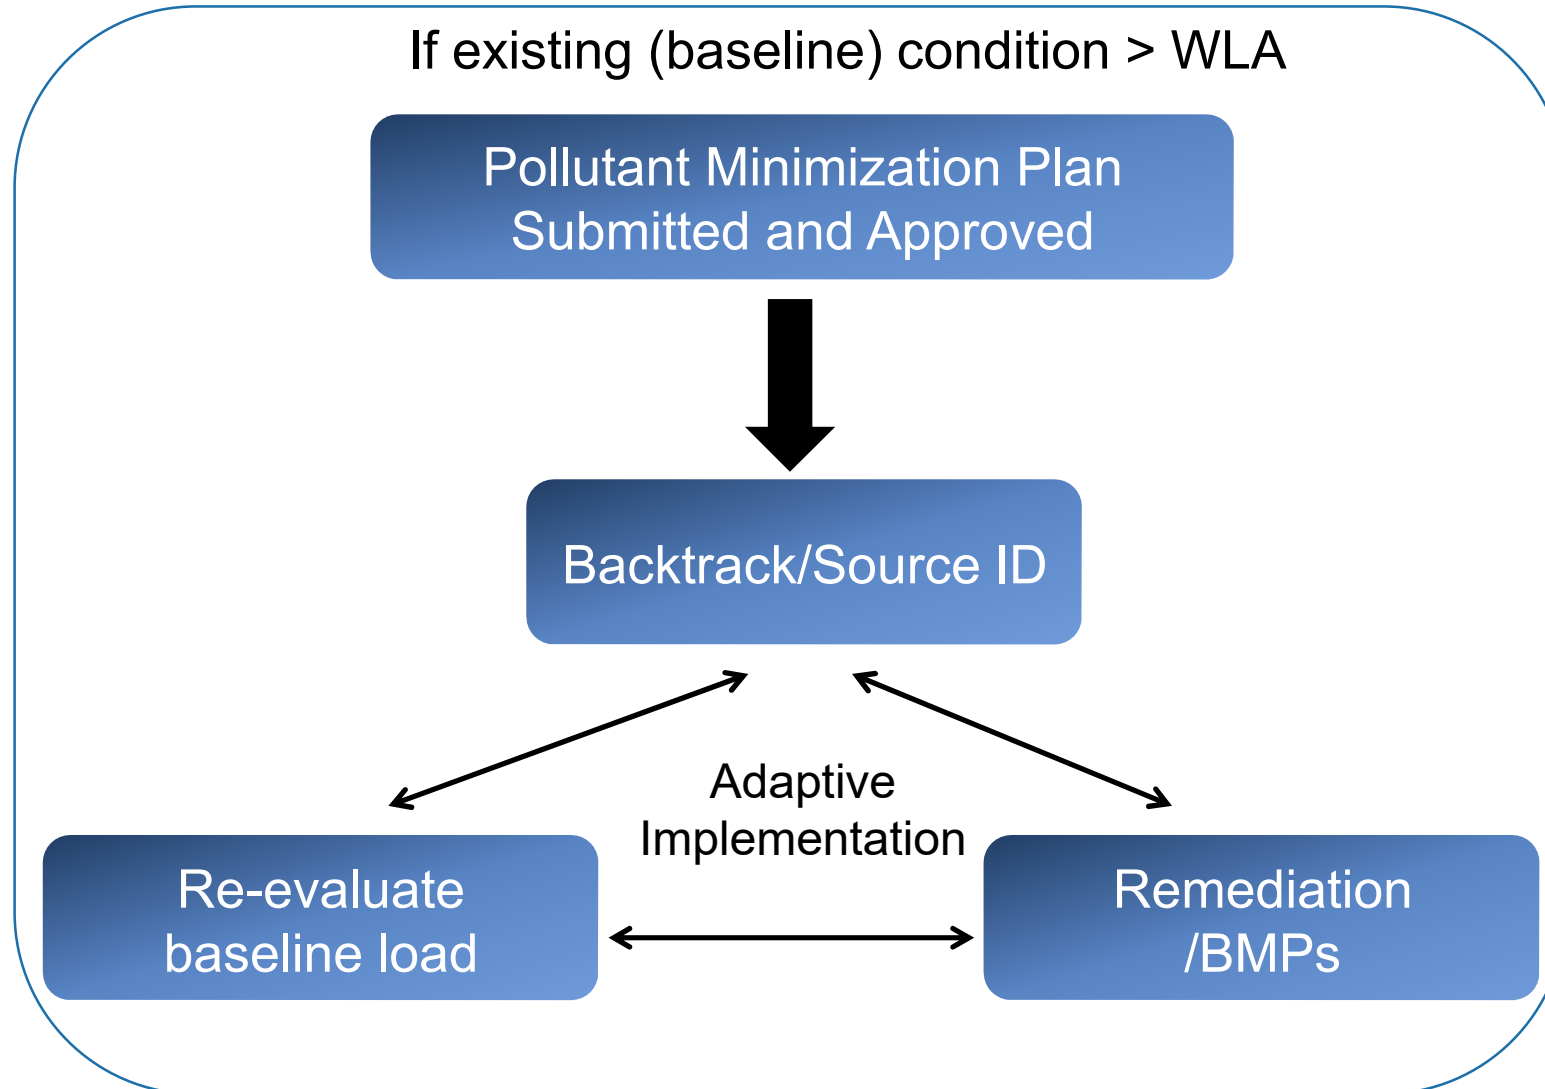 If existing (baseline) condition > WLA
Pollutant Minimization Plan
Submitted and Approved
Backtrack/Source ID
Adaptive
Implementation
Re-evaluate
baseline load
Remediation
/BMPs